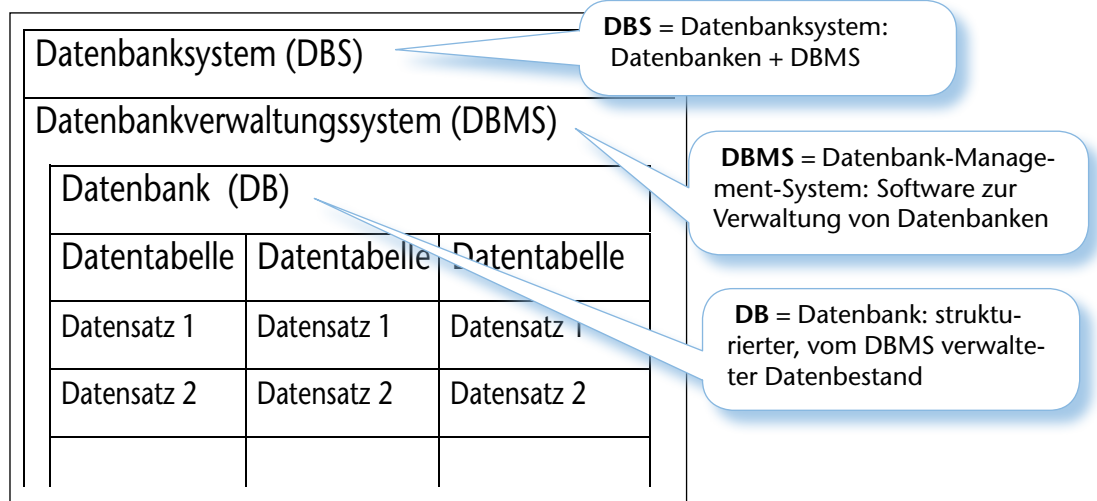 Datenbanksystem (DBS)
DBS = Datenbanksystem:
Datenbanken + DBMS
Datenbankverwaltungssystem (DBMS)
DBMS = Datenbank-Manage-
ment-System: Software zur
Verwaltung von Datenbanken
Datenbank (DB)
Datentabelle Datentabelle Datentabelle
DB = Datenbank: struktu-
rierter, vom DBMS verwalte-
ter Datenbestand
Datensatz 1 Datensatz 1 Datensatz 1
Datensatz 2 Datensatz 2 Datensatz 2